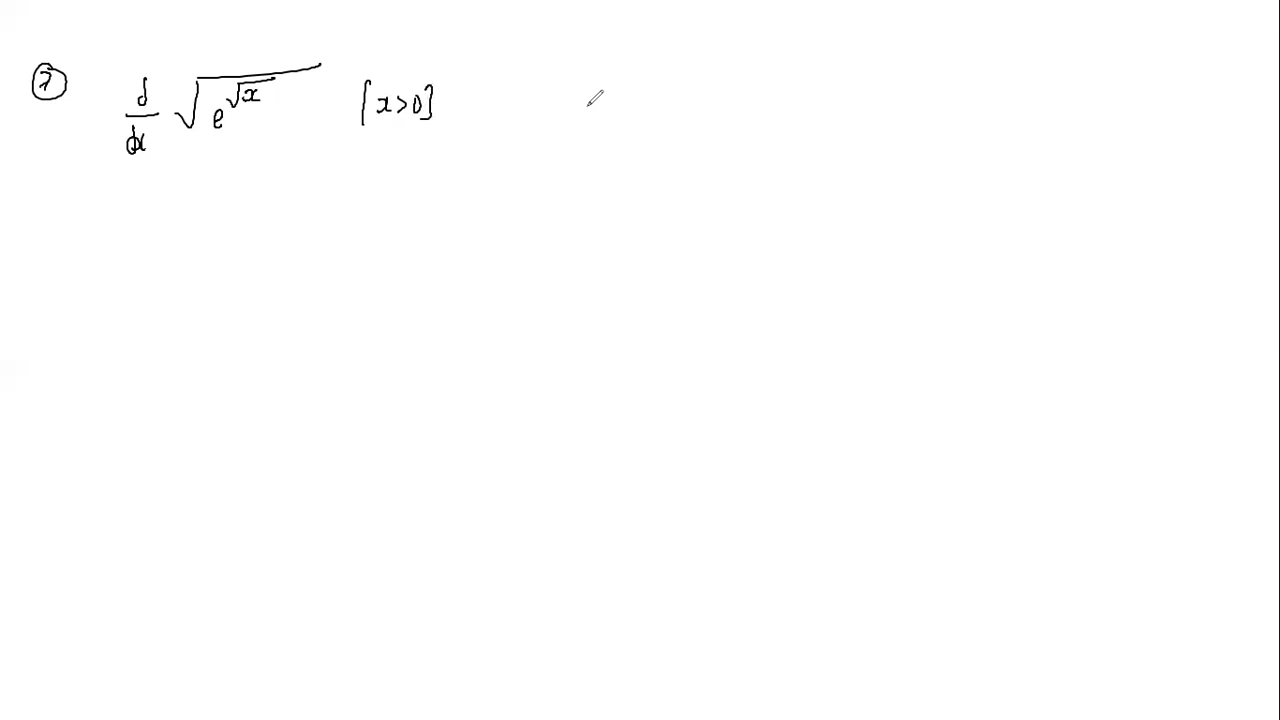 ⑦ d/dx √(e^√x) [x>0]